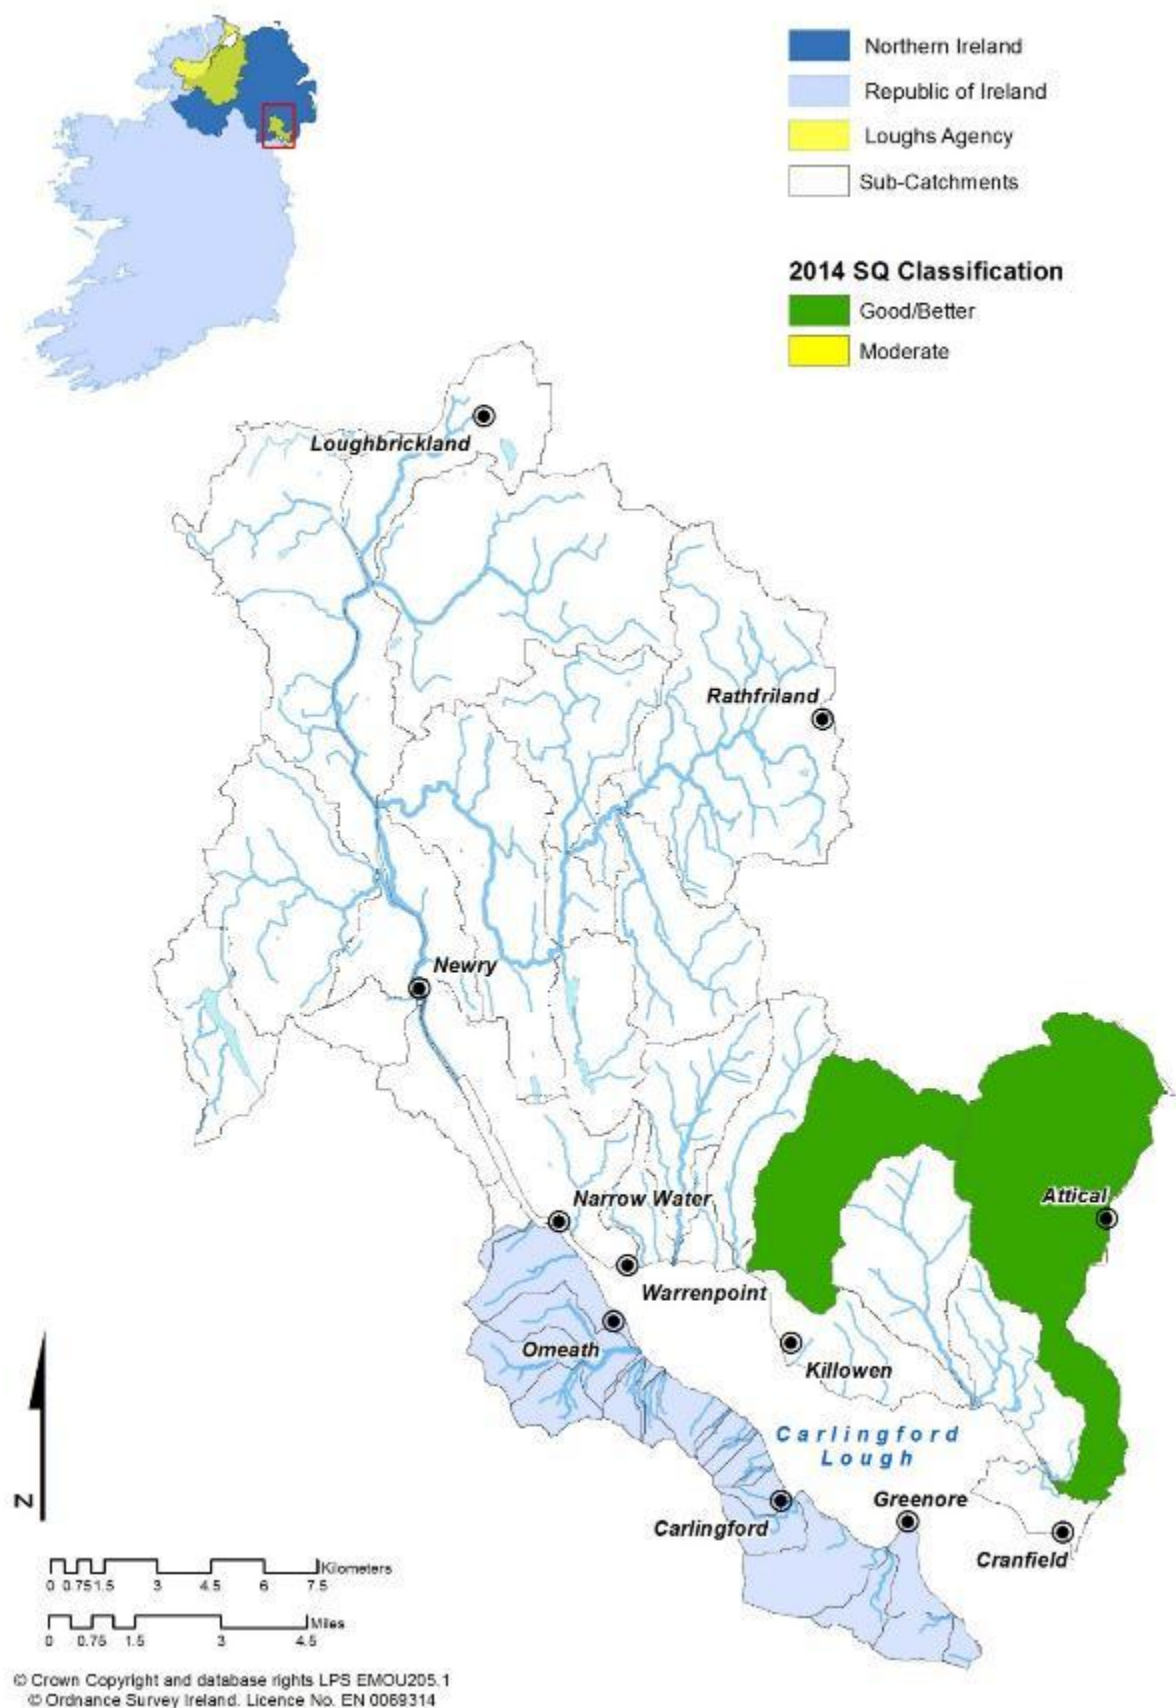 Northern Ireland
Republic of Ireland
Loughs Agency
Sub-Catchments
2014 SQ Classification
Good/Better
Moderate
Loughbrickland
Rathfriland
Newry
Attical
Narrow Water
Warrenpoint
Omeath
Killowen
Carlingford
Lough
Greenore
Carlingford
Cranfield
N
Kilometers
0 0.75 1.5 3 4.5 6 7.5
Miles
0 0.75 1.5 3 4.5
© Crown Copyright and database rights LPS EMOU205.1
© Ordnance Survey Ireland. Licence No. EN 0069314